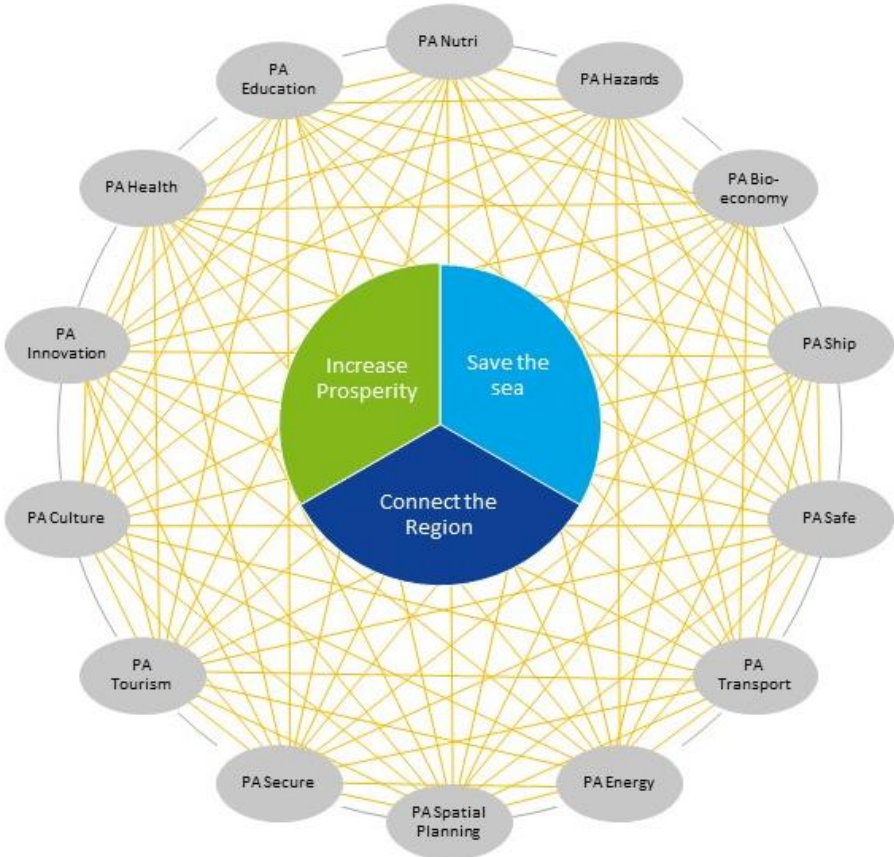 PA Nutri
PA Hazards
PA Bio-
economy
PA Ship
PA Safe
PA
Transport
PA Energy
PA Spatial
Planning
PA Secure
PA
Tourism
PA Culture
PA
Innovation
PA Health
PA
Education
Increase
Prosperity
Save the
sea
Connect the
Region